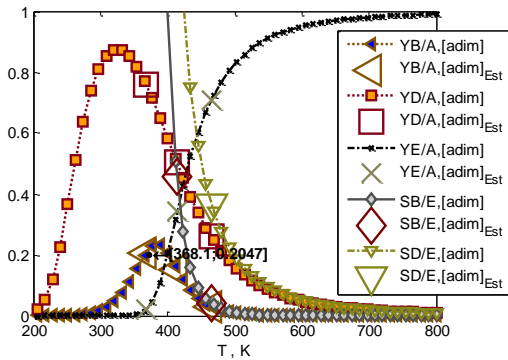 1
0.8
0.6
0.4
0.2
0
200
300
400
500
600
700
800
T , K
[368.1;0.2047]
YB/A,[adim]
YB/A,[adim]Est
YD/A,[adim]
YD/A,[adim]Est
YE/A,[adim]
YE/A,[adim]Est
SB/E,[adim]
SB/E,[adim]Est
SD/E,[adim]
SD/E,[adim]Est